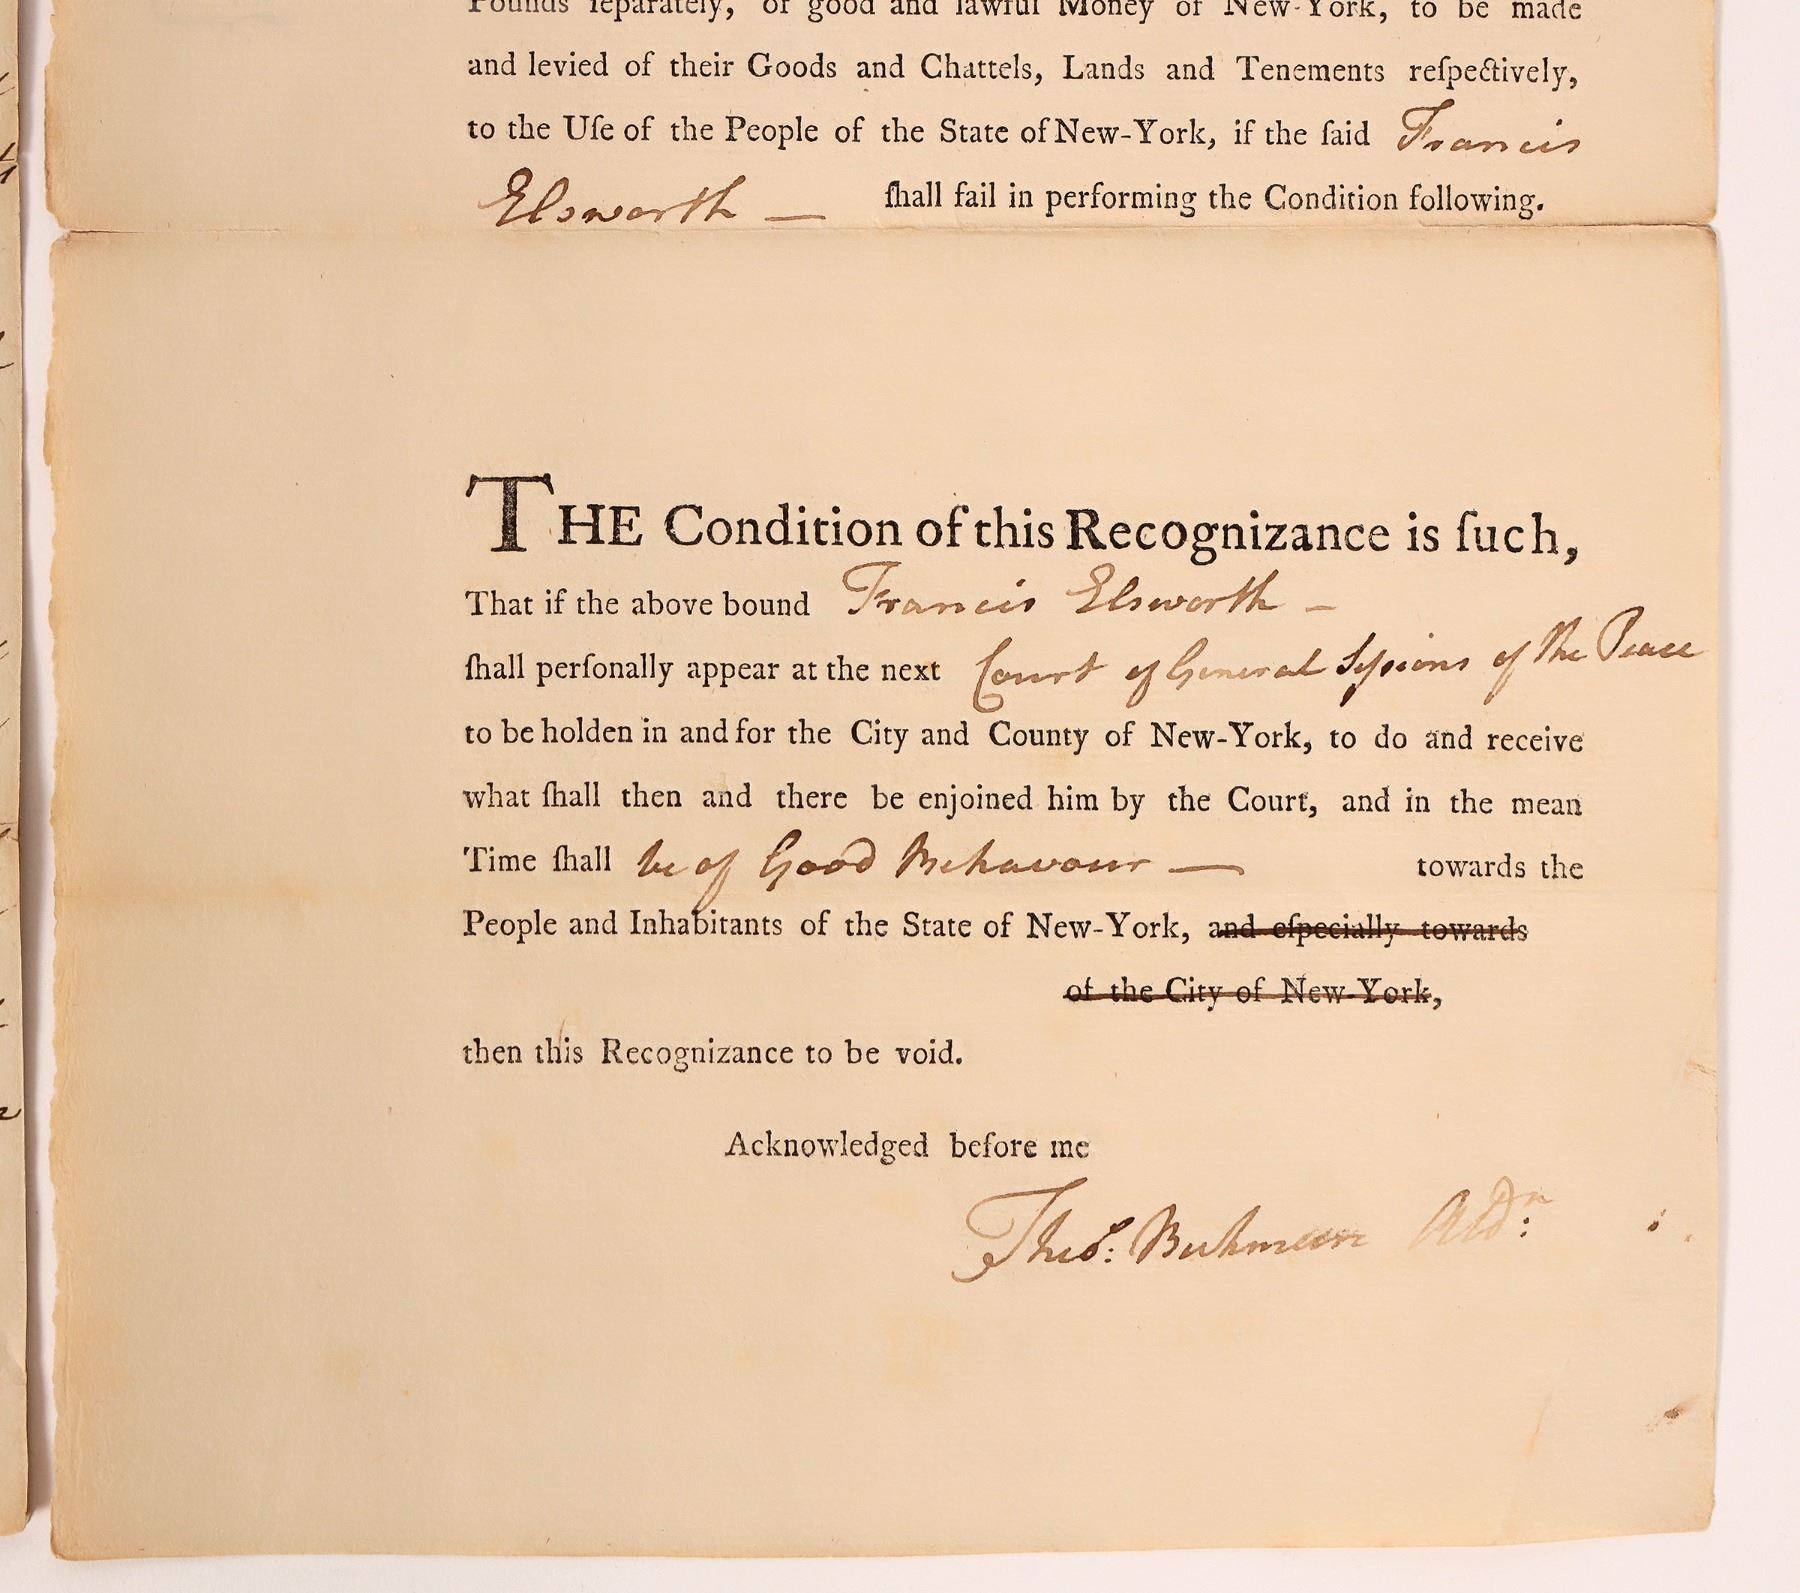 Pounds ſeparately, of good and lawful Money of New-York, to be made
and levied of their Goods and Chattels, Lands and Tenements reſpectively,
to the Uſe of the People of the State of New-York, if the ſaid Francis
Elsworth — ſhall fail in performing the Condition following.
THE Condition of this Recognizance is ſuch,
That if the above bound Francis Elsworth —
ſhall perſonally appear at the next Court of General Seſsions of the Peace
to be holden in and for the City and County of New-York, to do and receive
what ſhall then and there be enjoined him by the Court, and in the mean
Time ſhall be of Good Behavour — towards the
People and Inhabitants of the State of New-York, and eſpecially towards
of the City of New-York,
then this Recognizance to be void.
Acknowledged before me
Theo.s: Beekman Ald.n: